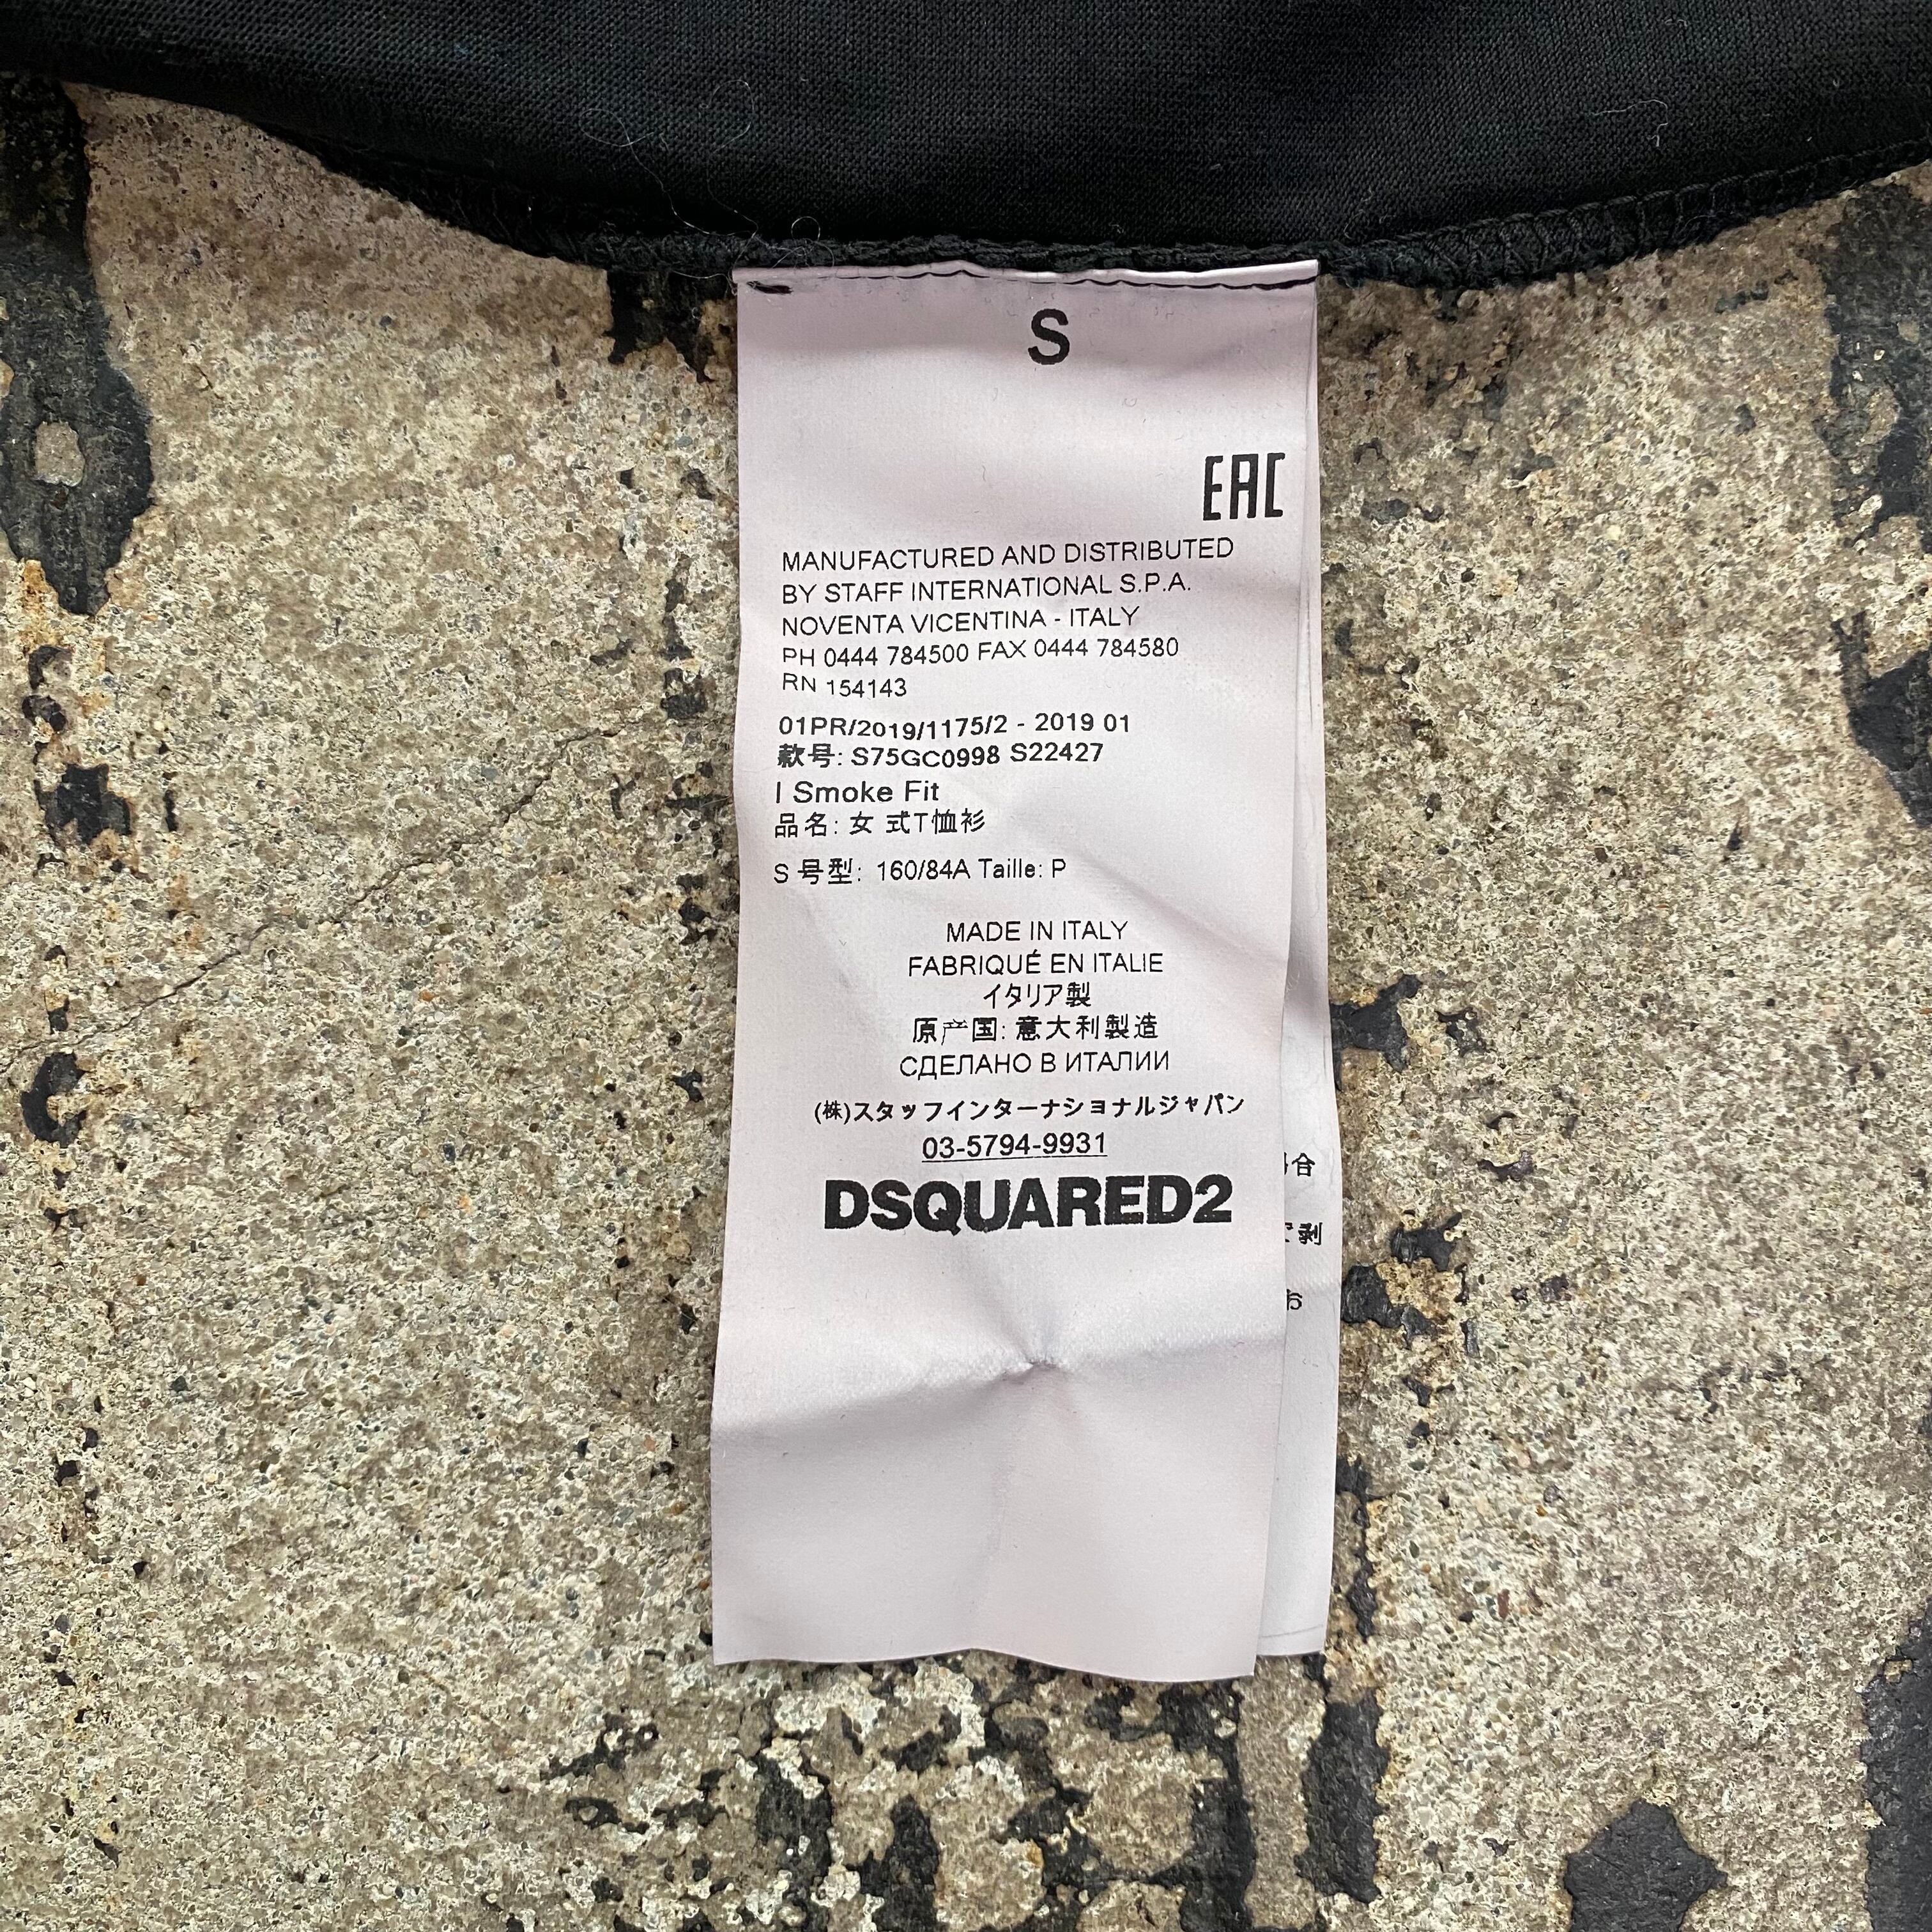 S
EAC
MANUFACTURED AND DISTRIBUTED
BY STAFF INTERNATIONAL S.P.A.
NOVENTA VICENTINA - ITALY
PH 0444 784500 FAX 0444 784580
RN 154143
01PR/2019/1175/2 - 2019 01
款号: S75GC0998 S22427
I Smoke Fit
品名: 女 式T恤衫
S 号型: 160/84A Taille: P
MADE IN ITALY
FABRIQUÉ EN ITALIE
イタリア製
原产国: 意大利製造
СДЕЛАНО В ИТАЛИИ
(株)スタッフインターナショナルジャパン
03-5794-9931
DSQUARED2
合
剥
お